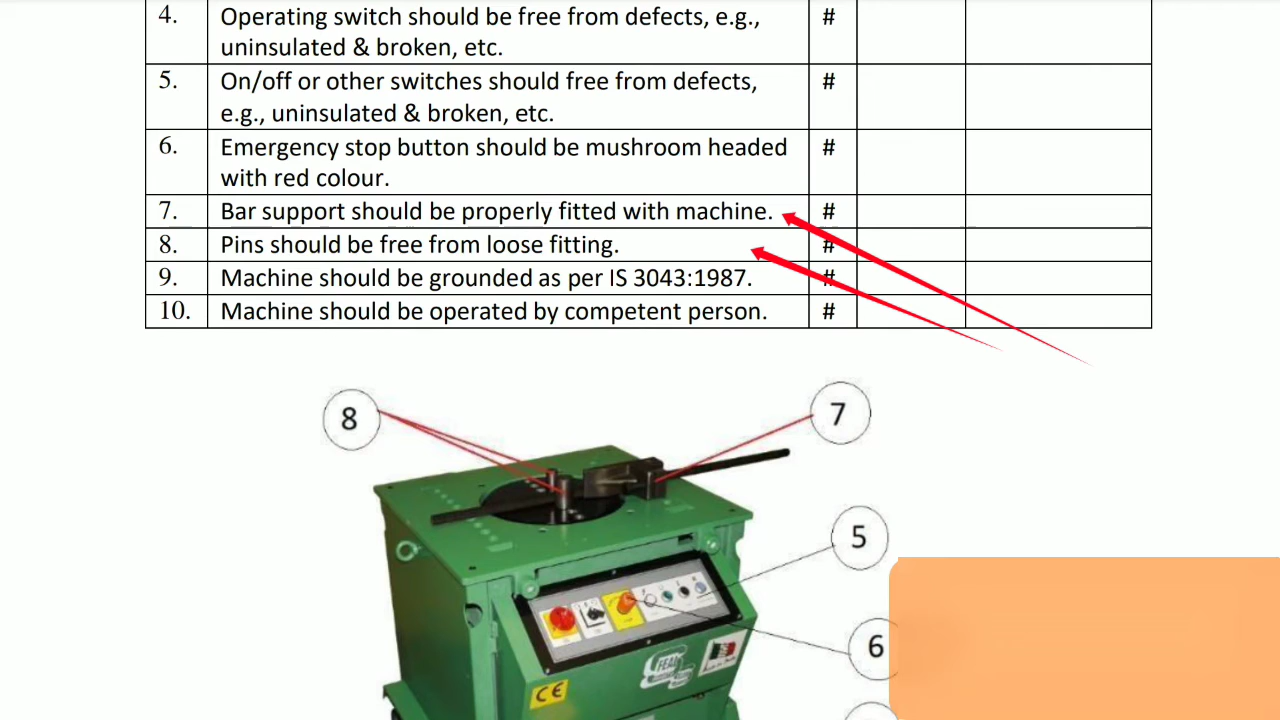 4. Operating switch should be free from defects, e.g., #
uninsulated & broken, etc.
5. On/off or other switches should free from defects, #
e.g., uninsulated & broken, etc.
6. Emergency stop button should be mushroom headed #
with red colour.
7. Bar support should be properly fitted with machine. #
8. Pins should be free from loose fitting. #
9. Machine should be grounded as per IS 3043:1987. #
10. Machine should be operated by competent person. #
8
7
5
6
CE